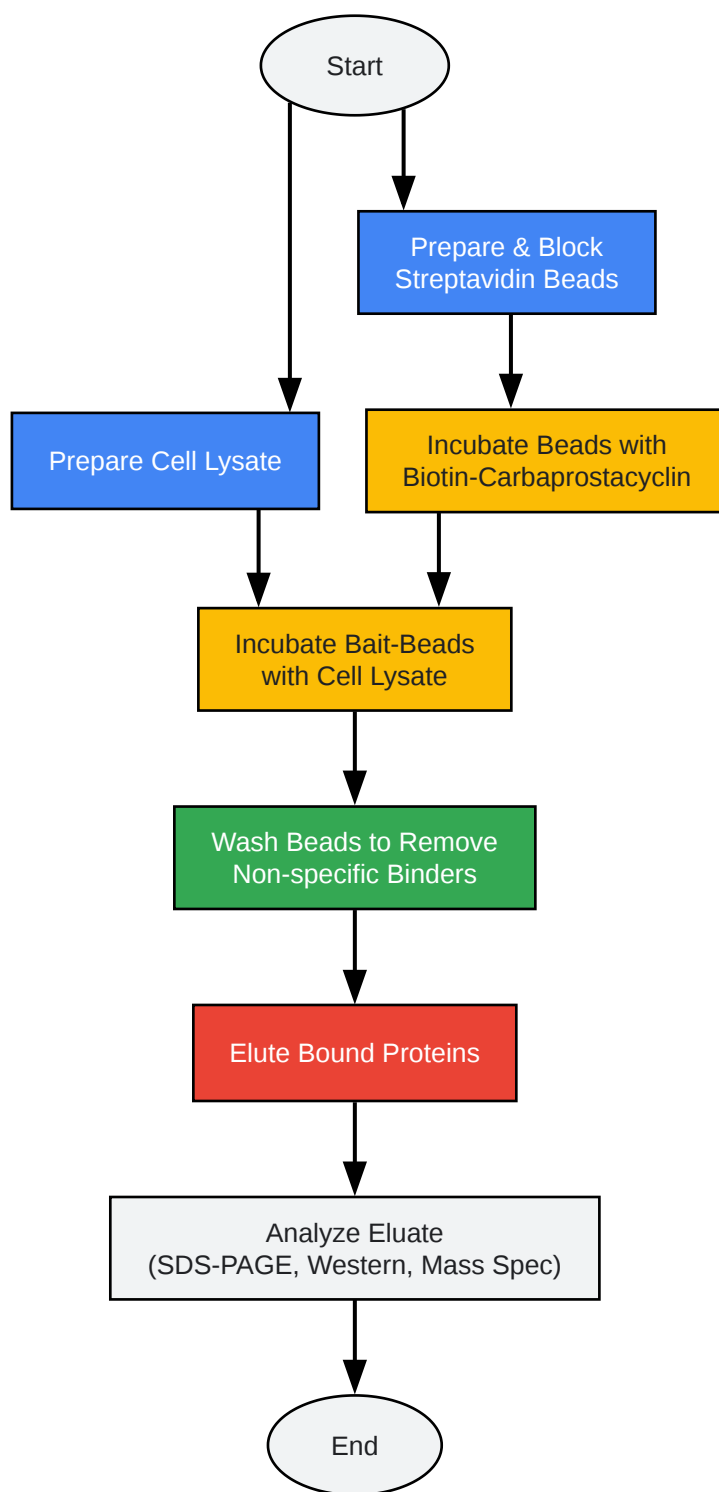 Start
Prepare & Block
Streptavidin Beads
Prepare Cell Lysate
Incubate Beads with
Biotin-Carbaprostacyclin
Incubate Bait-Beads
with Cell Lysate
Wash Beads to Remove
Non-specific Binders
Elute Bound Proteins
Analyze Eluate
(SDS-PAGE, Western, Mass Spec)
End